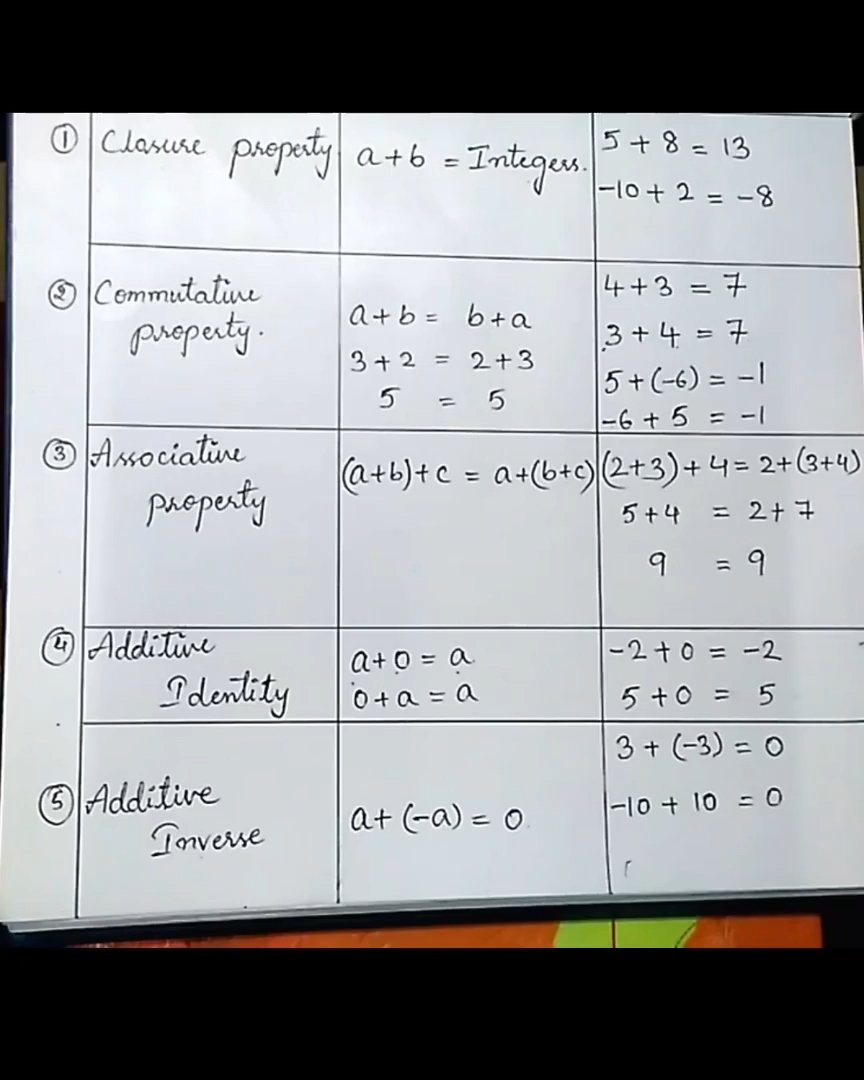 ① Clasure property
a + b = Integers.
5 + 8 = 13
-10 + 2 = -8
② Commutative
property.
a + b = b + a
3 + 2 = 2 + 3
5 = 5
4 + 3 = 7
3 + 4 = 7
5 + (-6) = -1
-6 + 5 = -1
③ Associative
property
(a+b)+c = a+(b+c)
(2+3) + 4 = 2+(3+4)
5+4 = 2+7
9 = 9
④ Additive
Identity
a + 0 = a
0 + a = a
-2 + 0 = -2
5 + 0 = 5
⑤ Additive
Inverse
a + (-a) = 0
3 + (-3) = 0
-10 + 10 = 0